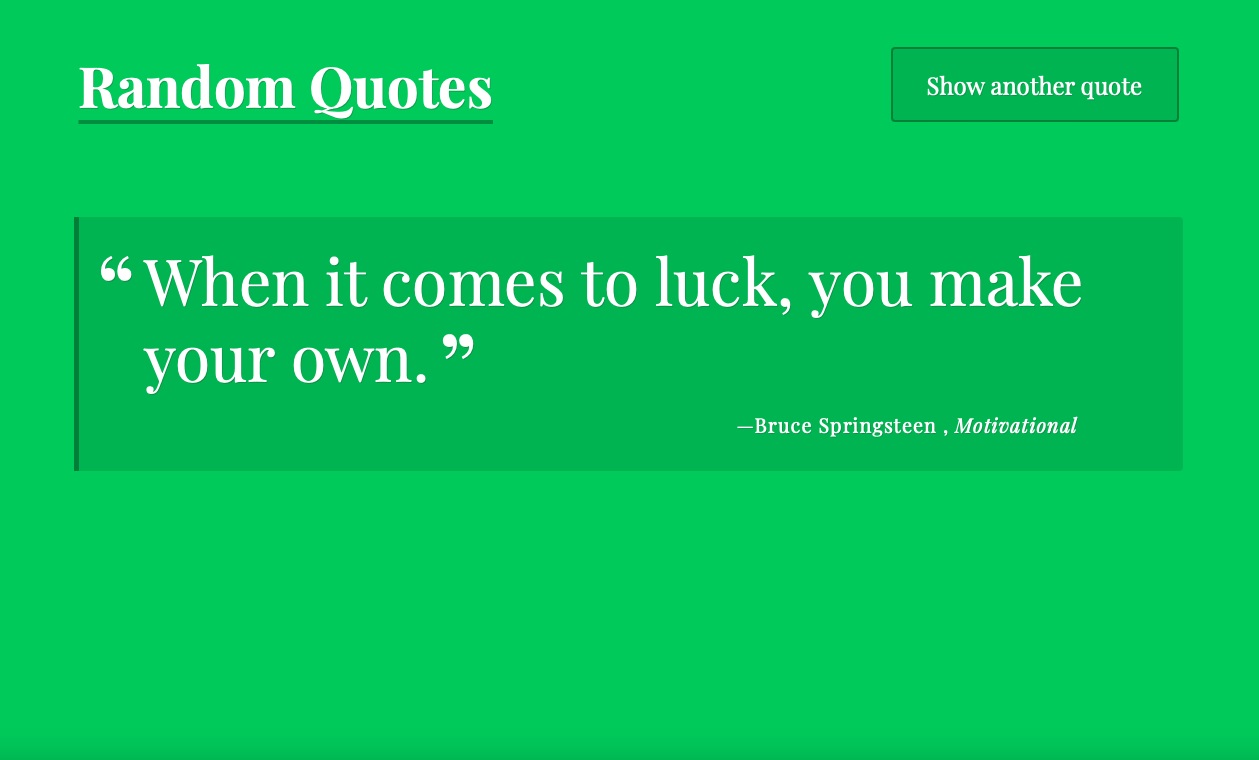 Random Quotes
Show another quote
“ When it comes to luck, you make
your own. ”
—Bruce Springsteen , Motivational